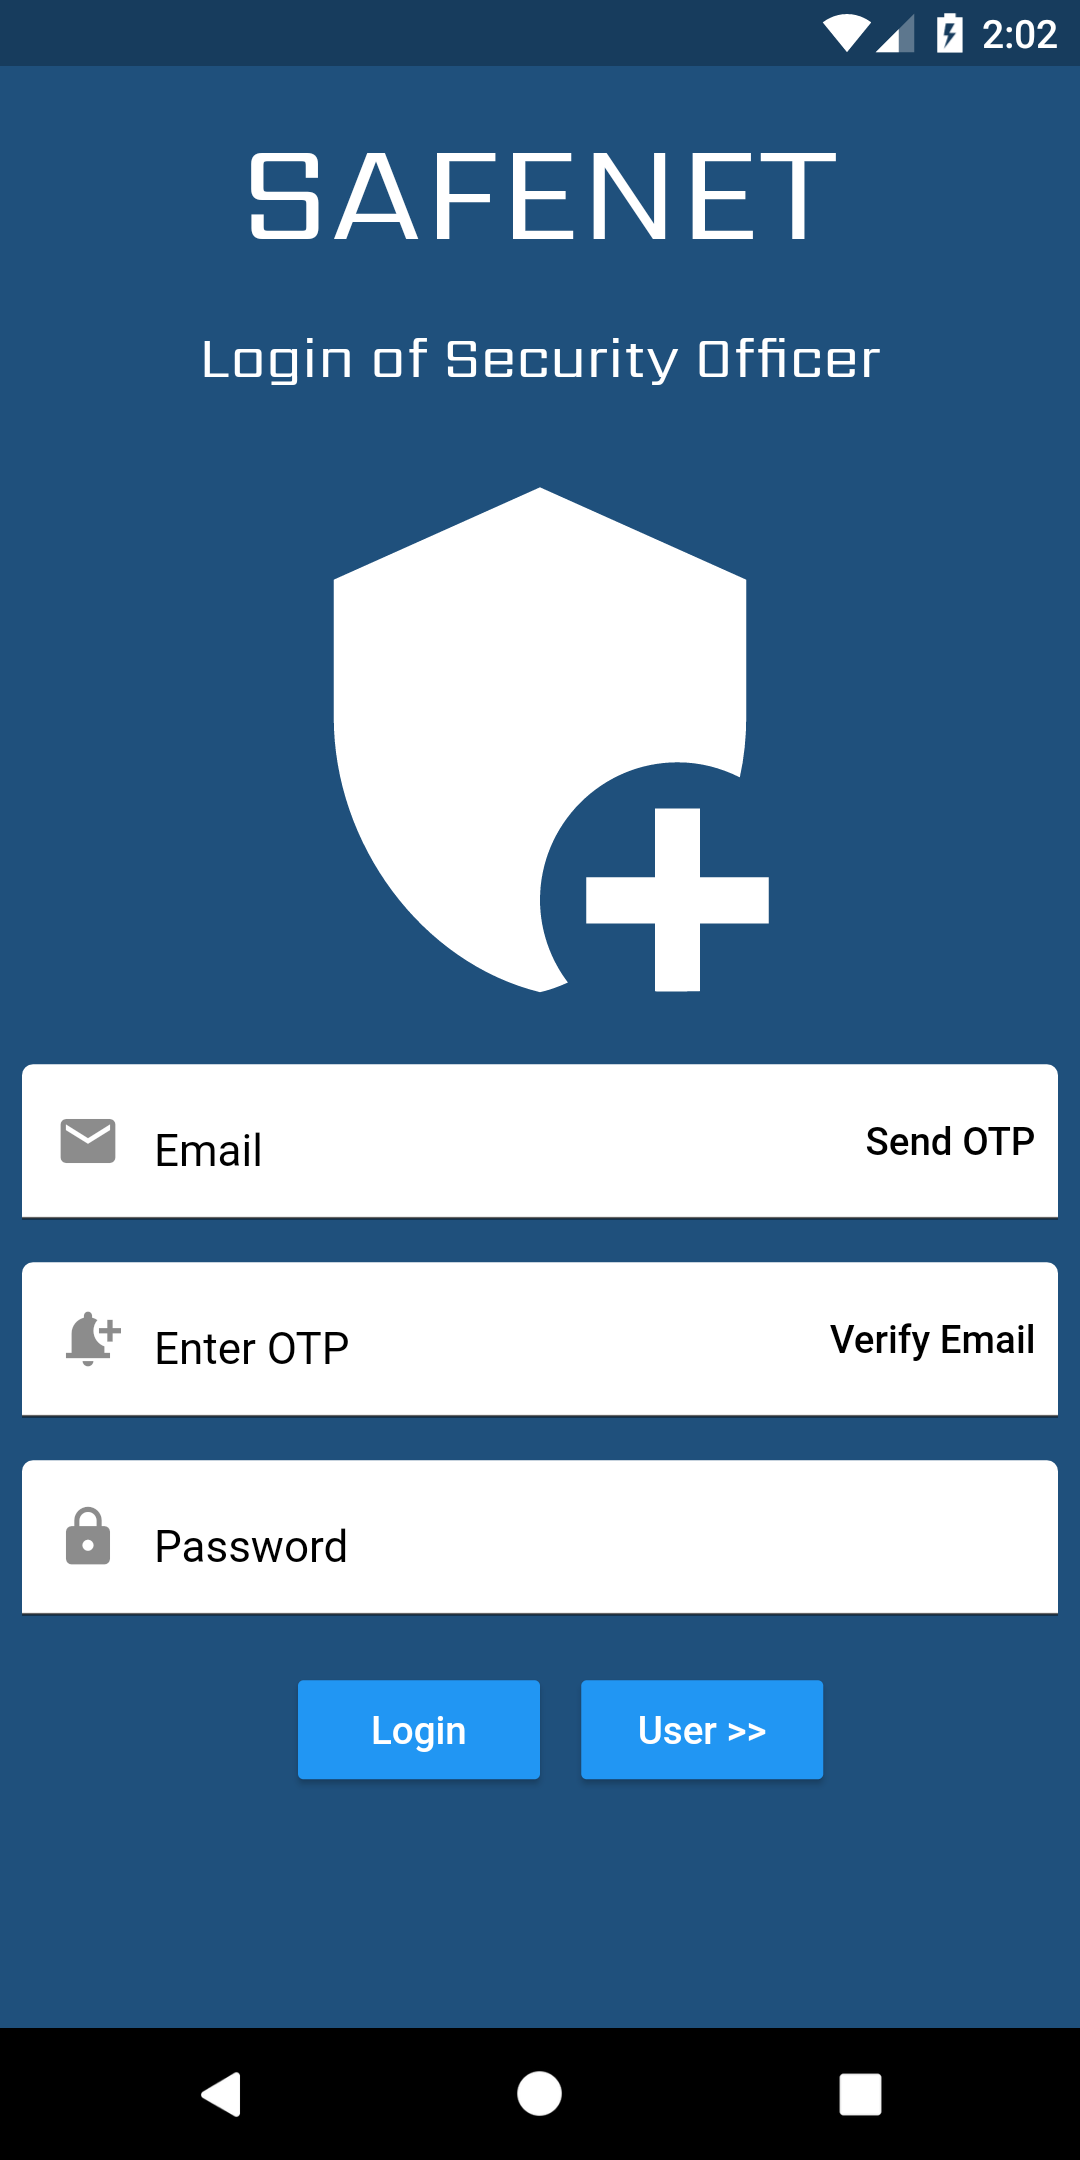 2:02
SAFENET
Login of Security Officer
Email
Send OTP
Enter OTP
Verify Email
Password
Login
User >>